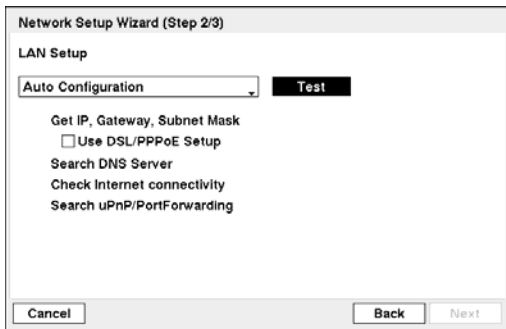 Network Setup Wizard (Step 2/3)
LAN Setup
Auto Configuration Test
Get IP, Gateway, Subnet Mask
Use DSL/PPPoE Setup
Search DNS Server
Check Internet connectivity
Search uPnP/PortForwarding
Cancel Back Next